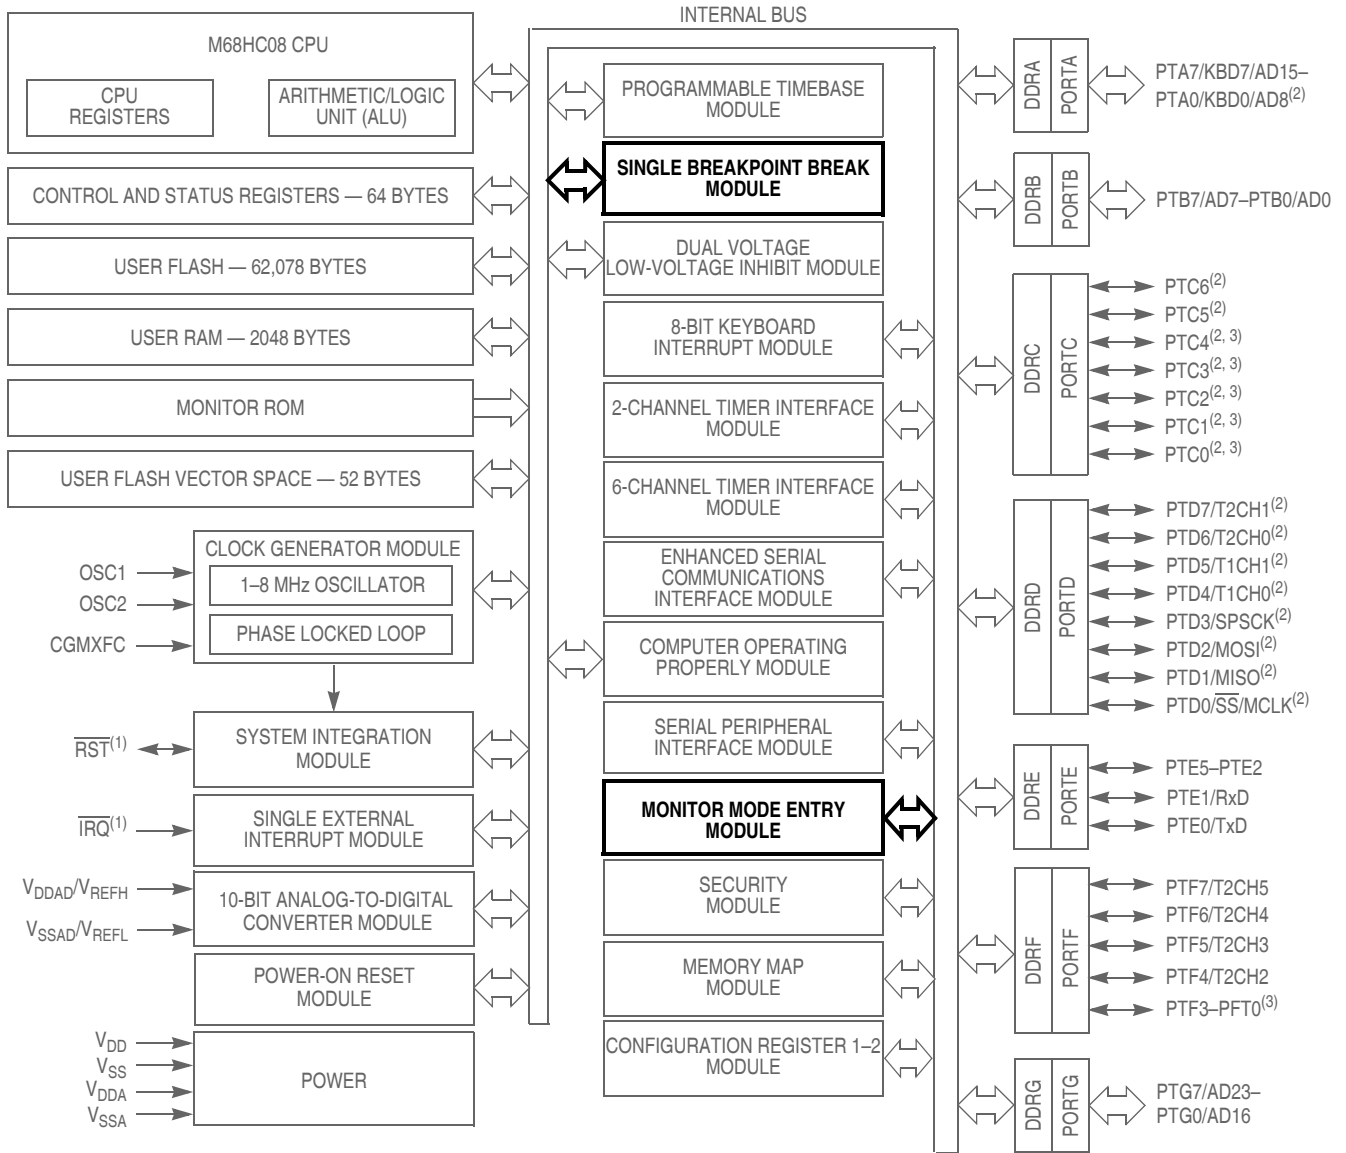 INTERNAL BUS
M68HC08 CPU
CPU
REGISTERS
ARITHMETIC/LOGIC
UNIT (ALU)
CONTROL AND STATUS REGISTERS — 64 BYTES
USER FLASH — 62,078 BYTES
USER RAM — 2048 BYTES
MONITOR ROM
USER FLASH VECTOR SPACE — 52 BYTES
CLOCK GENERATOR MODULE
1–8 MHz OSCILLATOR
PHASE LOCKED LOOP
OSC1
OSC2
CGMXFC
SYSTEM INTEGRATION
MODULE
RST(1)
SINGLE EXTERNAL
INTERRUPT MODULE
IRQ(1)
10-BIT ANALOG-TO-DIGITAL
CONVERTER MODULE
VDDAD/VREFH
VSSAD/VREFL
POWER-ON RESET
MODULE
POWER
VDD
VSS
VDDA
VSSA
PROGRAMMABLE TIMEBASE
MODULE
SINGLE BREAKPOINT BREAK
MODULE
DUAL VOLTAGE
LOW-VOLTAGE INHIBIT MODULE
8-BIT KEYBOARD
INTERRUPT MODULE
2-CHANNEL TIMER INTERFACE
MODULE
6-CHANNEL TIMER INTERFACE
MODULE
ENHANCED SERIAL
COMMUNICATIONS
INTERFACE MODULE
COMPUTER OPERATING
PROPERLY MODULE
SERIAL PERIPHERAL
INTERFACE MODULE
MONITOR MODE ENTRY
MODULE
SECURITY
MODULE
MEMORY MAP
MODULE
CONFIGURATION REGISTER 1–2
MODULE
DDRA
PORTA
PTA7/KBD7/AD15–
PTA0/KBD0/AD8(2)
DDRB
PORTB
PTB7/AD7–PTB0/AD0
DDRC
PORTC
PTC6(2)
PTC5(2)
PTC4(2, 3)
PTC3(2, 3)
PTC2(2, 3)
PTC1(2, 3)
PTC0(2, 3)
DDRD
PORTD
PTD7/T2CH1(2)
PTD6/T2CH0(2)
PTD5/T1CH1(2)
PTD4/T1CH0(2)
PTD3/SPSCK(2)
PTD2/MOSI(2)
PTD1/MISO(2)
PTD0/SS/MCLK(2)
DDRE
PORTE
PTE5–PTE2
PTE1/RxD
PTE0/TxD
DDRF
PORTF
PTF7/T2CH5
PTF6/T2CH4
PTF5/T2CH3
PTF4/T2CH2
PTF3–PFT0(3)
DDRG
PORTG
PTG7/AD23–
PTG0/AD16